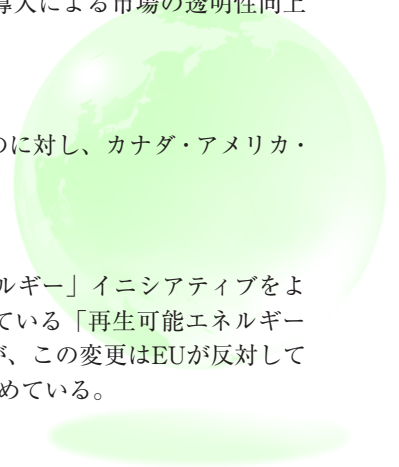 導入による市場の透明性向上
のに対し、カナダ・アメリカ・
ルギー」イニシアティブをよ
ている「再生可能エネルギー
が、この変更はEUが反対して
めている。